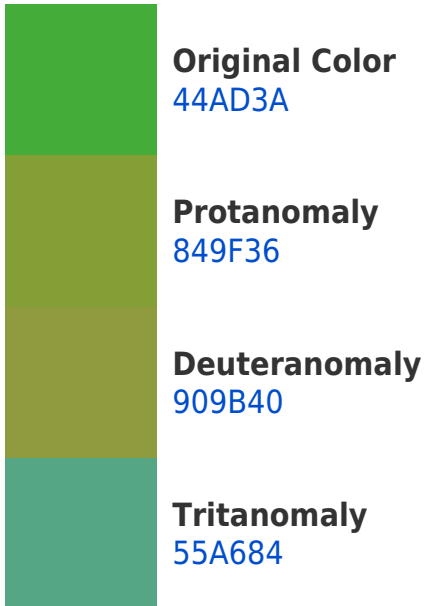 Original Color
44AD3A
Protanomaly
849F36
Deuteranomaly
909B40
Tritanomaly
55A684